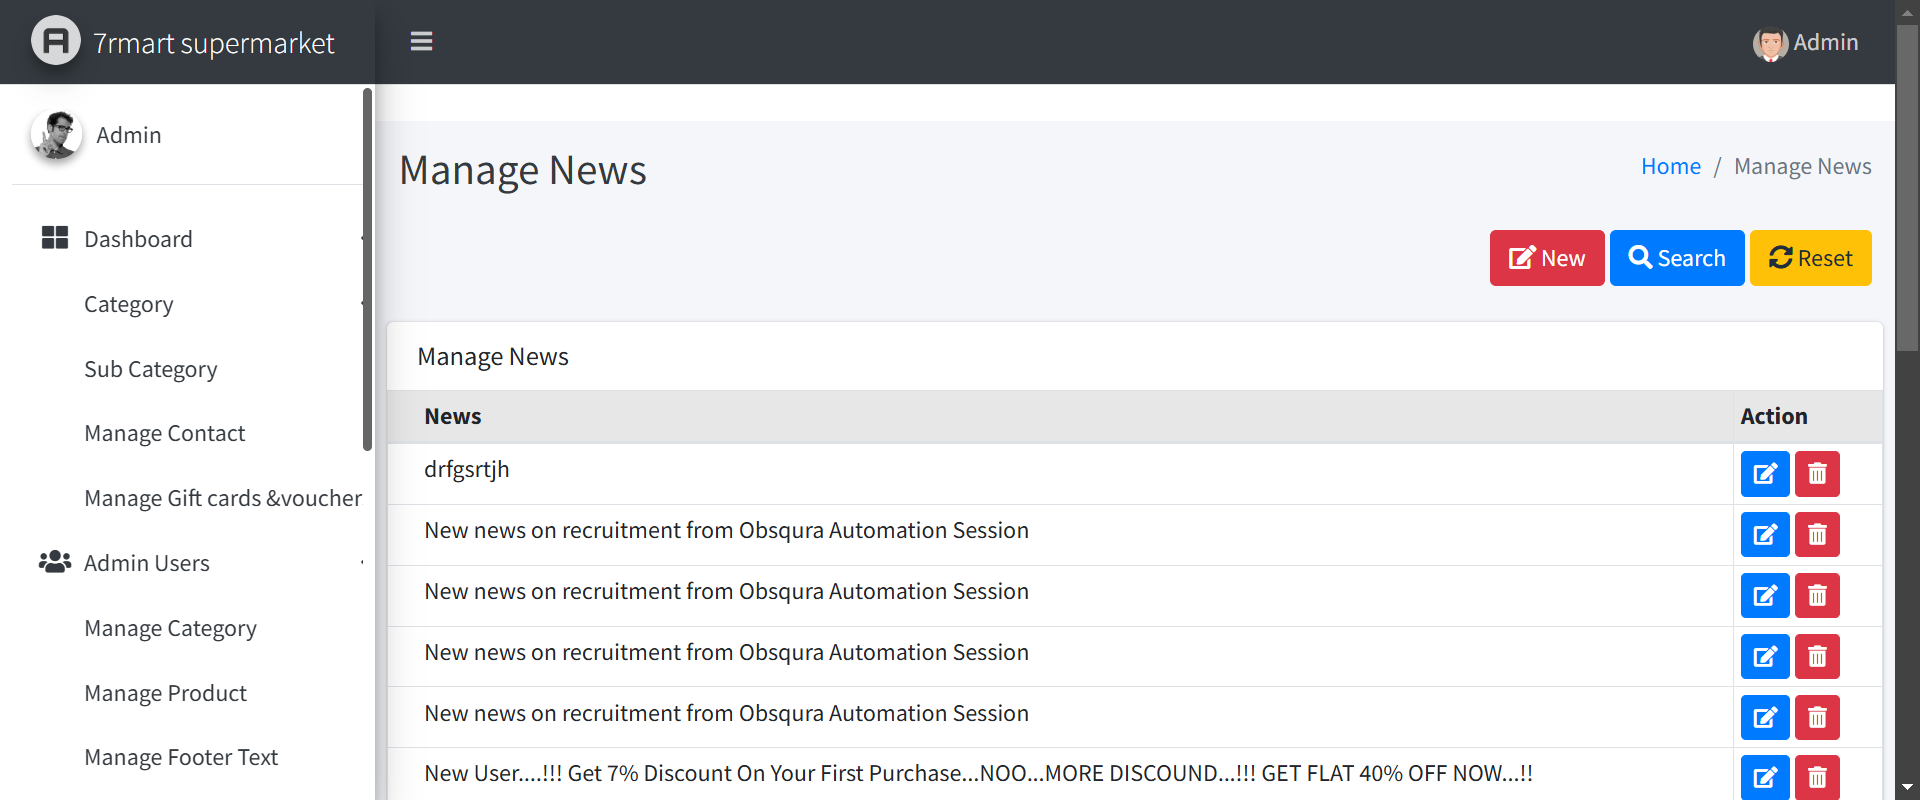 7rmart supermarket
Admin
Admin
Manage News
Home / Manage News
New
Search
Reset
Dashboard
Category
Sub Category
Manage Contact
Manage Gift cards &voucher
Admin Users
Manage Category
Manage Product
Manage Footer Text
Manage News
News Action
drfgsrtjh
New news on recruitment from Obsqura Automation Session
New news on recruitment from Obsqura Automation Session
New news on recruitment from Obsqura Automation Session
New news on recruitment from Obsqura Automation Session
New User....!!! Get 7% Discount On Your First Purchase...NOO...MORE DISCOUND...!!! GET FLAT 40% OFF NOW...!!